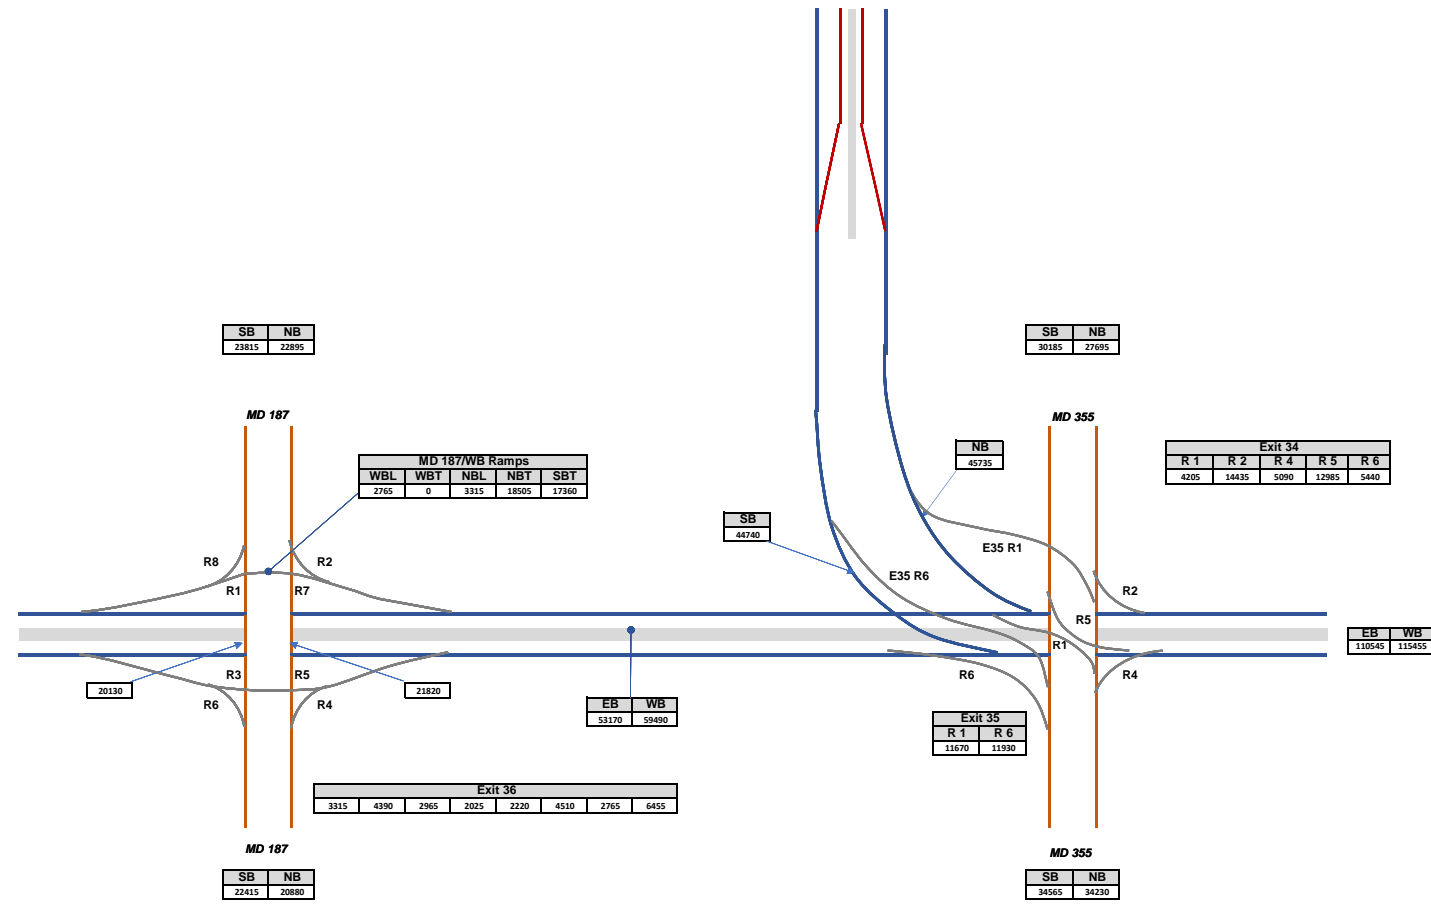 SB NB
23815 22895
SB NB
30185 27695
MD 187
MD 355
NB
45735
Exit 34
R 1 R 2 R 4 R 5 R 6
4205 14435 5090 12985 5440
MD 187/WB Ramps
WBL WBT NBL NBT SBT
2765 0 3315 18505 17360
SB
44740
E35 R1
R8 R2
E35 R6
R1 R7
R2
R5
EB WB
110545 115455
R1
R3 R5
R6
R4
20130
21820
R6 R4
EB WB
53170 59490
Exit 35
R 1 R 6
11670 11930
Exit 36
3315 4390 2965 2025 2220 4510 2765 6455
MD 187
MD 355
SB NB
22415 20880
SB NB
34565 34230